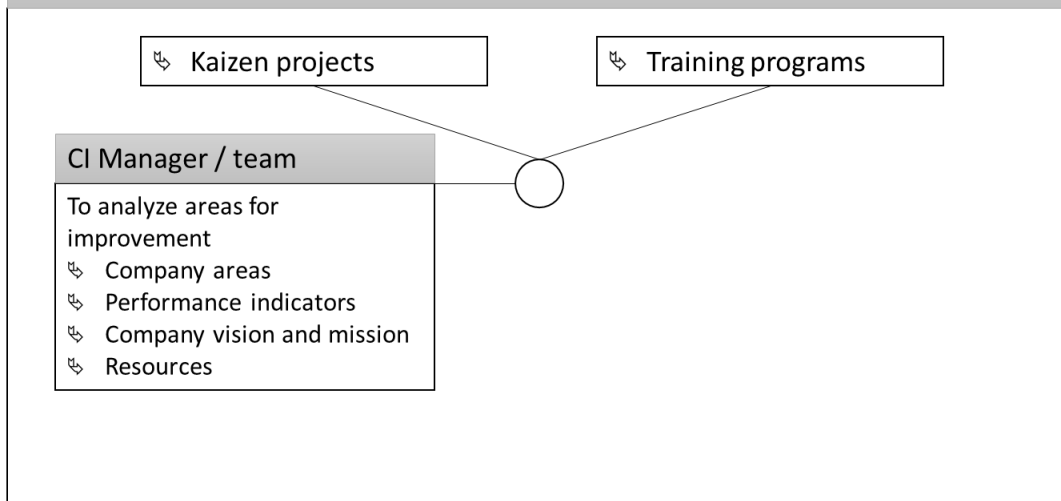 Kaizen projects
Training programs
CI Manager / team
To analyze areas for
improvement
Company areas
Performance indicators
Company vision and mission
Resources